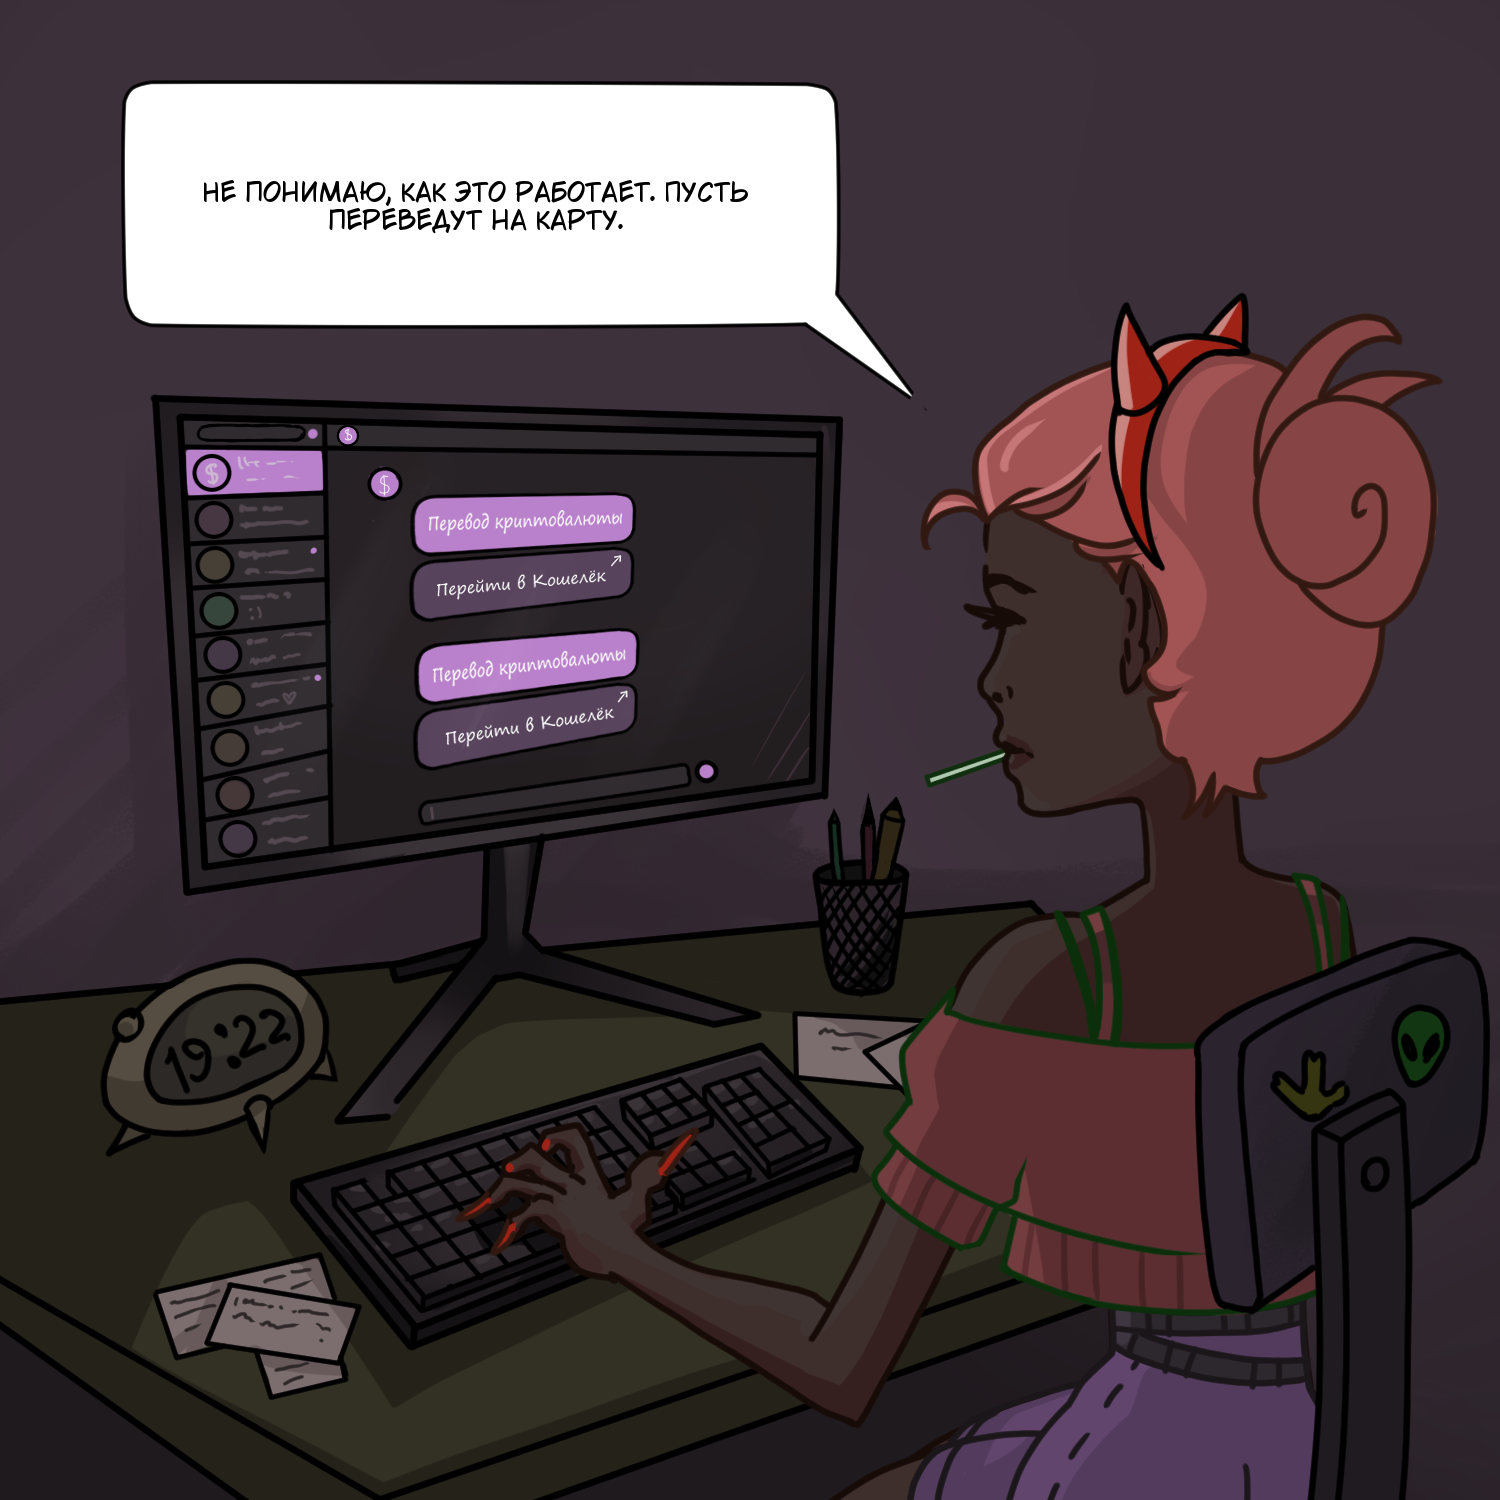 НЕ ПОНИМАЮ, КАК ЭТО РАБОТАЕТ. ПУСТЬ
ПЕРЕВЕДУТ НА КАРТУ.
$
$
$
Перевод криптовалюты
Перейти в Кошелёк
:)
Перевод криптовалюты
Перейти в Кошелёк
19:22